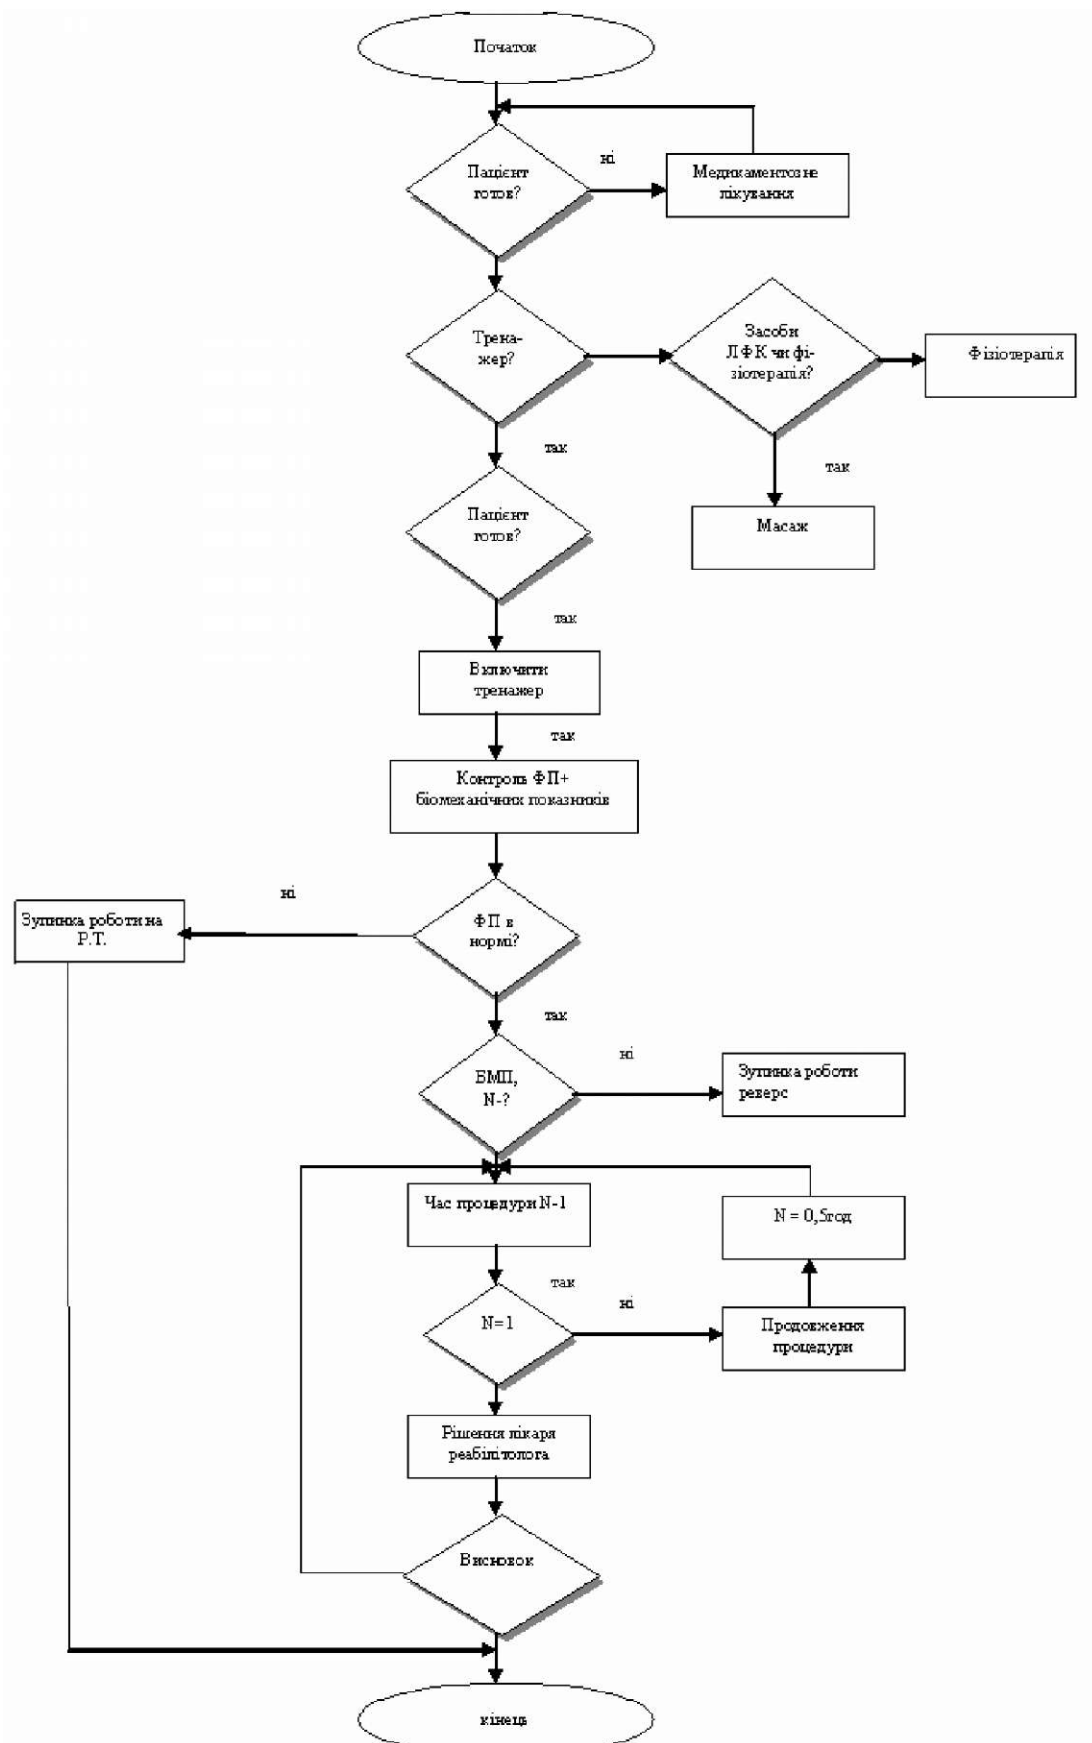 Початок
Пацієнт
готов?
ні
Медикаментозне
лікування
Трена-
жер?
Засоби
ЛФК чи фі-
зіотерапія?
Фізіотерапія
так
так
Пацієнт
готов?
Масаж
так
Включити
тренажер
так
Контроль ФП+
біомеханічних показників
ні
Зупинка роботи на
Р.Т.
ФП в
нормі?
так
БМП,
N-?
ні
Зупинка роботи
реверс
Час процедури N-1
N = 0,5год
так
ні
N=1
Продовження
процедури
Рішення лікаря
реабілітолога
Висновок
кінець